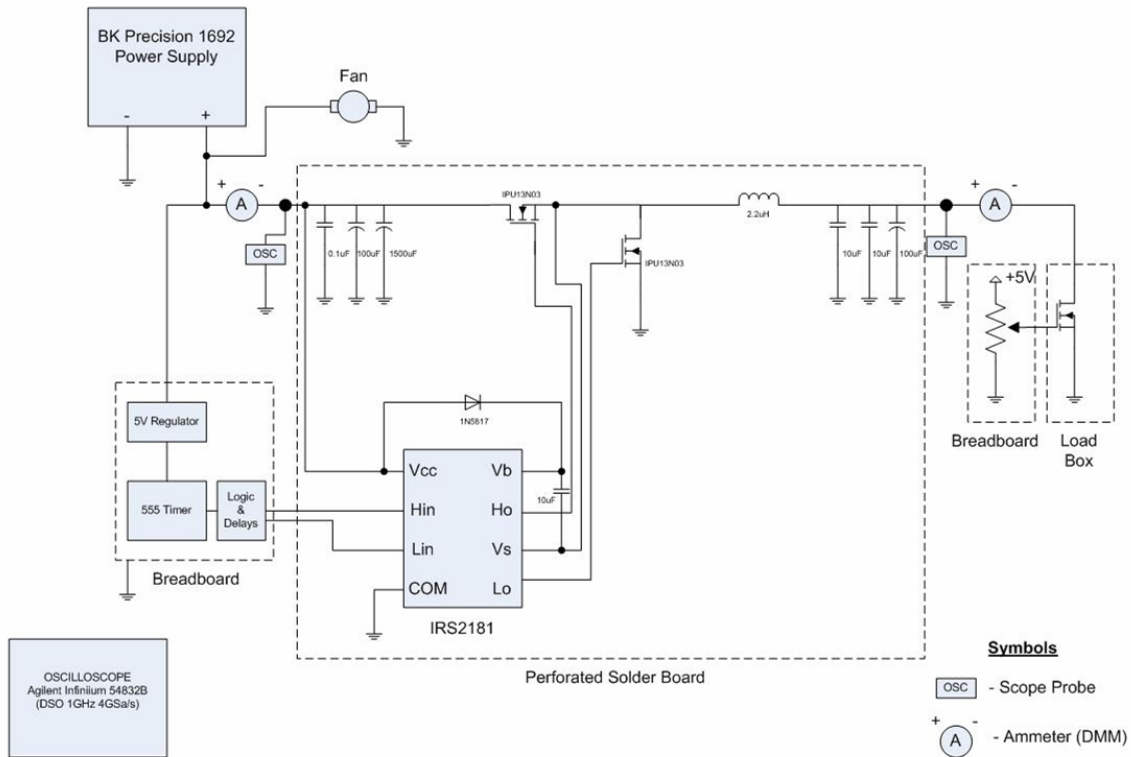 BK Precision 1692
Power Supply
-
+
Fan
+
-
A
OSC
0.1uF
100uF
1500uF
IPU13N03
IPU13N03
2.2uH
10uF
10uF
100uF
OSC
+
-
A
+5V
Breadboard
Load
Box
5V Regulator
555 Timer
Logic
&
Delays
Breadboard
1N5817
Vcc
Vb
10uF
Hin
Ho
Lin
Vs
COM
Lo
IRS2181
Perforated Solder Board
OSCILLOSCOPE
Agilent Infiniium 54832B
(DSO 1GHz 4GSa/s)
Symbols
OSC - Scope Probe
+ -
A - Ammeter (DMM)